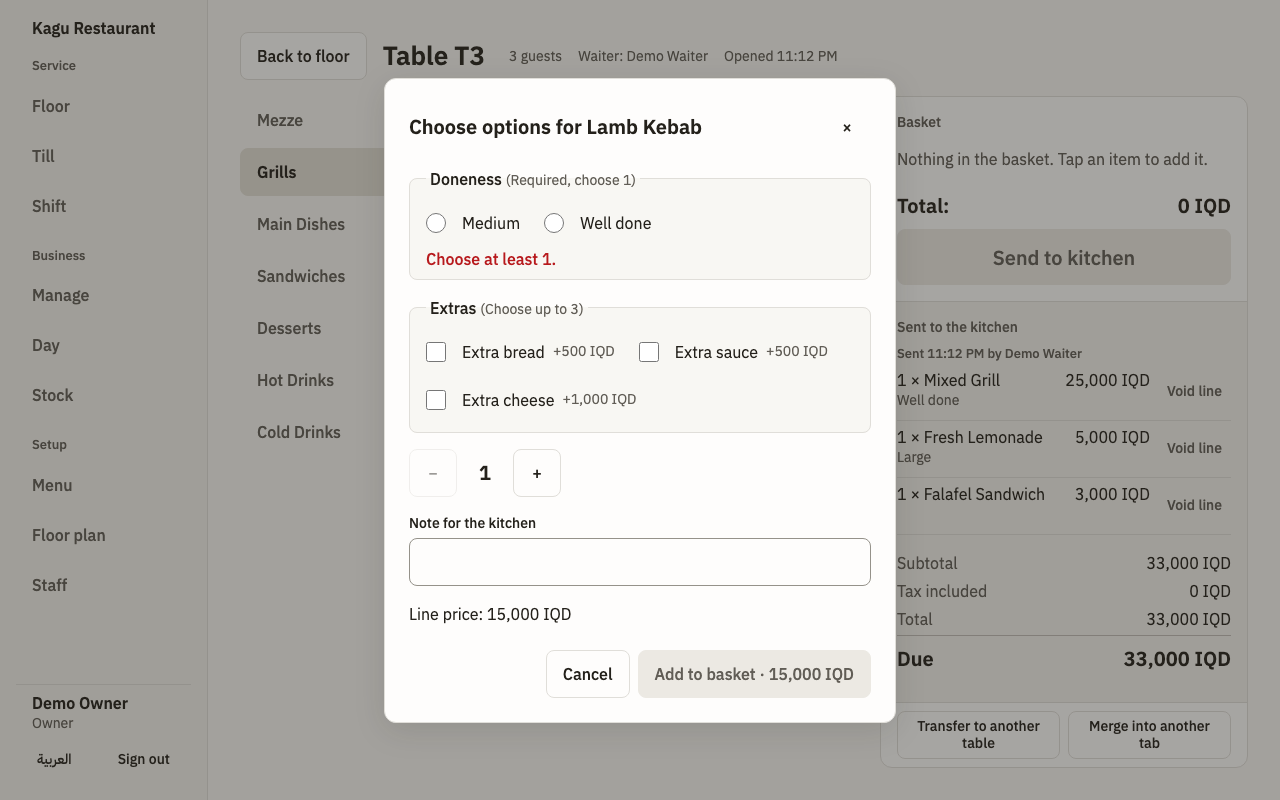 Kagu Restaurant
Service
Floor
Till
Shift
Business
Manage
Day
Stock
Setup
Menu
Floor plan
Staff
Demo Owner
Owner
العربية
Sign out
Back to floor
Table T3
3 guests
Waiter: Demo Waiter
Opened 11:12 PM
Mezze
Grills
Main Dishes
Sandwiches
Desserts
Hot Drinks
Cold Drinks
Choose options for Lamb Kebab
×
Doneness (Required, choose 1)
Medium
Well done
Choose at least 1.
Extras (Choose up to 3)
Extra bread +500 IQD
Extra sauce +500 IQD
Extra cheese +1,000 IQD
− 1 +
Note for the kitchen
Line price: 15,000 IQD
Cancel
Add to basket · 15,000 IQD
Basket
Nothing in the basket. Tap an item to add it.
Total: 0 IQD
Send to kitchen
Sent to the kitchen
Sent 11:12 PM by Demo Waiter
1 × Mixed Grill 25,000 IQD Void line
Well done
1 × Fresh Lemonade 5,000 IQD Void line
Large
1 × Falafel Sandwich 3,000 IQD Void line
Subtotal 33,000 IQD
Tax included 0 IQD
Total 33,000 IQD
Due 33,000 IQD
Transfer to another
table
Merge into another
tab